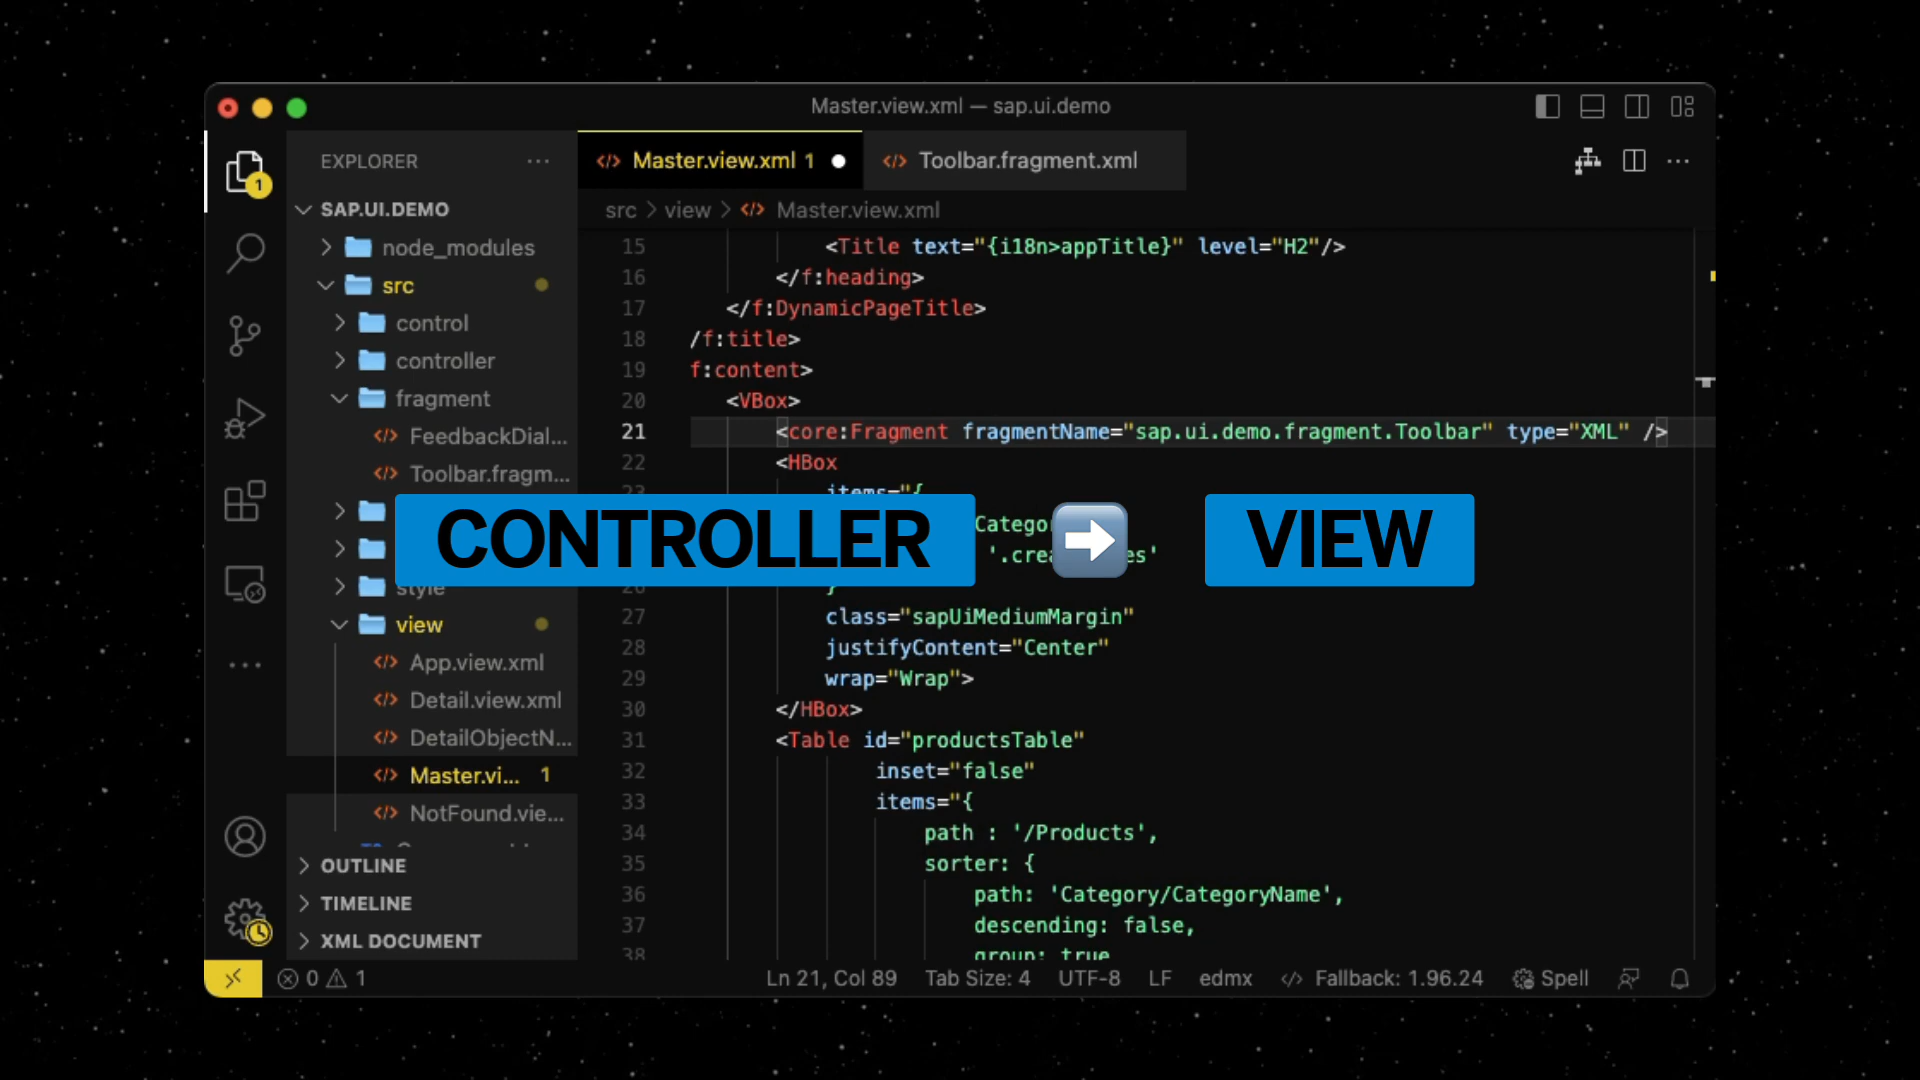 Master.view.xml — sap.ui.demo
EXPLORER
SAP.UI.DEMO
node_modules
src
control
controller
fragment
FeedbackDial...
Toolbar.fragm...
style
view
App.view.xml
Detail.view.xml
DetailObjectN...
Master.vi... 1
NotFound.vie...
OUTLINE
TIMELINE
XML DOCUMENT
1
Master.view.xml 1
Toolbar.fragment.xml
src > view > Master.view.xml
15 <Title text="{i18n>appTitle}" level="H2"/>
16 </f:heading>
17 </f:DynamicPageTitle>
18 /f:title>
19 f:content>
20 <VBox>
21 <core:Fragment fragmentName="sap.ui.demo.fragment.Toolbar" type="XML" />
22 <HBox
23 items="{
CONTROLLER ➡ VIEW
}
27 class="sapUiMediumMargin"
28 justifyContent="Center"
29 wrap="Wrap">
30 </HBox>
31 <Table id="productsTable"
32 inset="false"
33 items="{
34 path : '/Products',
35 sorter: {
36 path: 'Category/CategoryName',
37 descending: false,
38 group: true
0 1
Ln 21, Col 89 Tab Size: 4 UTF-8 LF edmx Fallback: 1.96.24 Spell